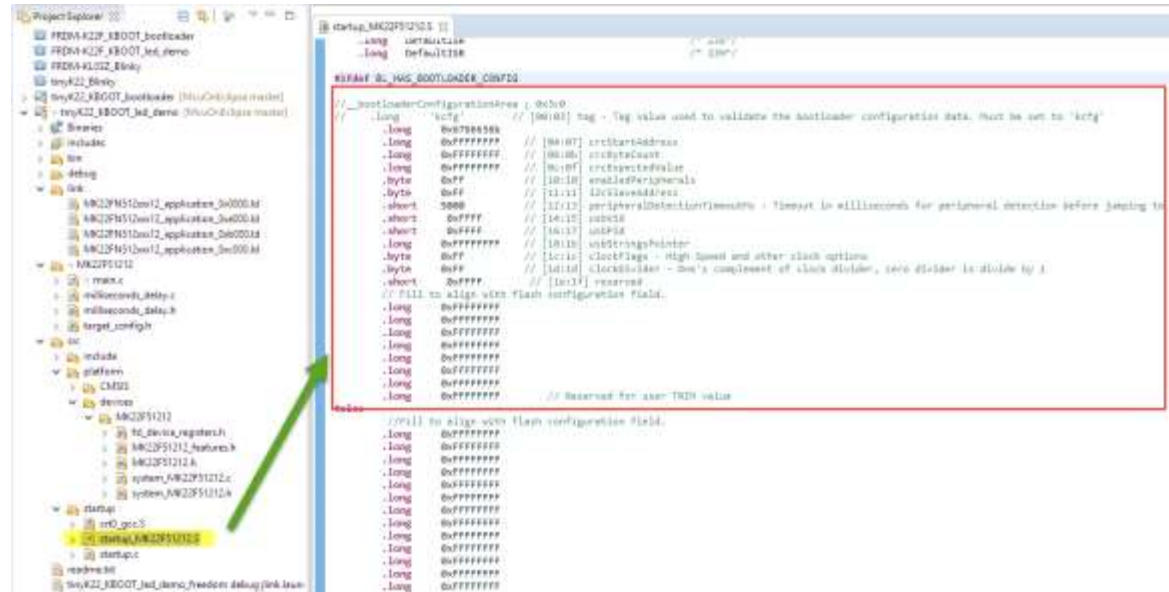 Project Explorer
FRDM-K22F_KBOOT_bootloader
FRDM-K22F_KBOOT_led_demo
FRDM-KL05Z_Blinky
tinyK22_Blinky
tinyK22_KBOOT_bootloader [McuOnEclipse master]
tinyK22_KBOOT_led_demo [McuOnEclipse master]
Binaries
Includes
debug
link
MK22FN512xxx12_application_0x0000.ld
MK22FN512xxx12_application_0xc000.ld
MK22F51212
main.c
milliseconds_delay.c
milliseconds_delay.h
target_config.h
src
include
platform
CMSIS
devices
MK22F51212
fsl_device_registers.h
MK22F51212_features.h
MK22F51212.h
system_MK22F51212.c
system_MK22F51212.h
startup
crt0_gcc.S
startup_MK22F51212.S
startup.c
readme.txt
startup_MK22F51212.S
.long DefaultISR
.long DefaultISR
#ifdef BL_HAS_BOOTLOADER_CONFIG
//__bootloaderConfigurationArea ; 0x3c0
// .long 'kcfg' // [00:03] tag - Tag value used to validate the bootloader configuration data. Must be set to 'kcfg'
.long 0x6766636b
.long 0xFFFFFFFF // [04:07] crcStartAddress
.long 0xFFFFFFFF // [08:0b] crcByteCount
.long 0xFFFFFFFF // [0c:0f] crcExpectedValue
.byte 0xFF // [10:10] enabledPeripherals
.byte 0xFF // [11:11] i2cSlaveAddress
.short 5000 // [12:13] peripheralDetectionTimeoutMs - Timeout in milliseconds for peripheral detection before jumping to
.short 0xFFFF // [14:15] usbVid
.short 0xFFFF // [16:17] usbPid
.long 0xFFFFFFFF // [18:1b] usbStringsPointer
.byte 0xFF // [1c:1c] clockFlags - High Speed and other clock options
.byte 0xFF // [1d:1d] clockDivider - One's complement of clock divider, zero divider is divide by 1
.short 0xFFFF // [1e:1f] reserved
// Fill to align with flash configuration field.
.long 0xFFFFFFFF
.long 0xFFFFFFFF
.long 0xFFFFFFFF
.long 0xFFFFFFFF
.long 0xFFFFFFFF
.long 0xFFFFFFFF
.long 0xFFFFFFFF
.long 0xFFFFFFFF // Reserved for user TRIM value
#else
//Fill to align with flash configuration field.
.long 0xFFFFFFFF
.long 0xFFFFFFFF
.long 0xFFFFFFFF
.long 0xFFFFFFFF
.long 0xFFFFFFFF
.long 0xFFFFFFFF
.long 0xFFFFFFFF
.long 0xFFFFFFFF
.long 0xFFFFFFFF
.long 0xFFFFFFFF
.long 0xFFFFFFFF
.long 0xFFFFFFFF
.long 0xFFFFFFFF